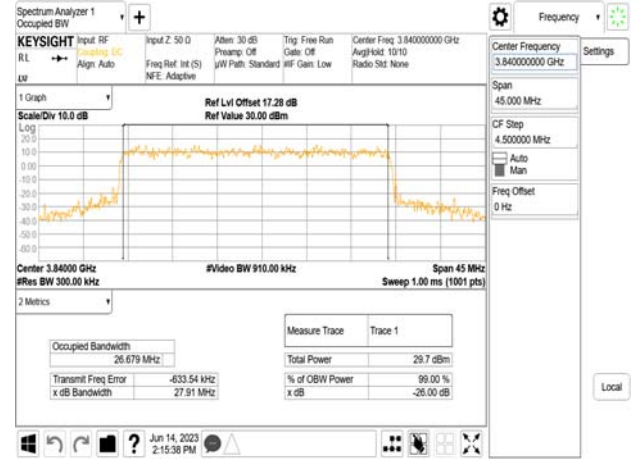 Spectrum Analyzer 1
Occupied BW
KEYSIGHT Input: RF
R L Coupling: DC
Align: Auto
LXI
Input Z: 50 Ω
Freq Ref: Int (S)
NFE: Adaptive
Atten: 30 dB
Preamp: Off
µW Path: Standard
Trig: Free Run
Gate: Off
#IF Gain: Low
Center Freq: 3.840000000 GHz
Avg|Hold: 10/10
Radio Std: None
1 Graph
Scale/Div 10.0 dB
Ref Lvl Offset 17.28 dB
Ref Value 30.00 dBm
Log
20.0
10.0
0.00
-10.0
-20.0
-30.0
-40.0
-50.0
-60.0
Center 3.84000 GHz
#Video BW 910.00 kHz
Span 45 MHz
#Res BW 300.00 kHz
Sweep 1.00 ms (1001 pts)
2 Metrics
Measure Trace Trace 1
Occupied Bandwidth
26.679 MHz
Total Power 29.7 dBm
Transmit Freq Error -633.54 kHz
% of OBW Power 99.00 %
x dB Bandwidth 27.91 MHz
x dB -26.00 dB
Jun 14, 2023
2:15:38 PM
Frequency
Center Frequency
3.840000000 GHz
Settings
Span
45.000 MHz
CF Step
4.500000 MHz
Auto
Man
Freq Offset
0 Hz
Local